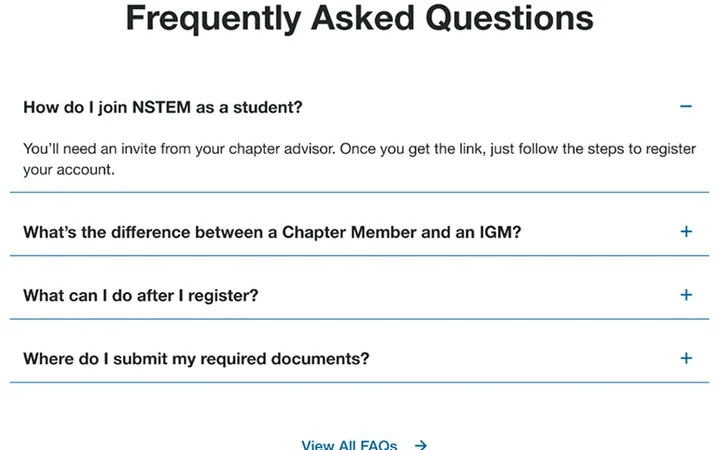 Frequently Asked Questions
How do I join NSTEM as a student?
You’ll need an invite from your chapter advisor. Once you get the link, just follow the steps to register
your account.
What’s the difference between a Chapter Member and an IGM?
What can I do after I register?
Where do I submit my required documents?
View All FAQs